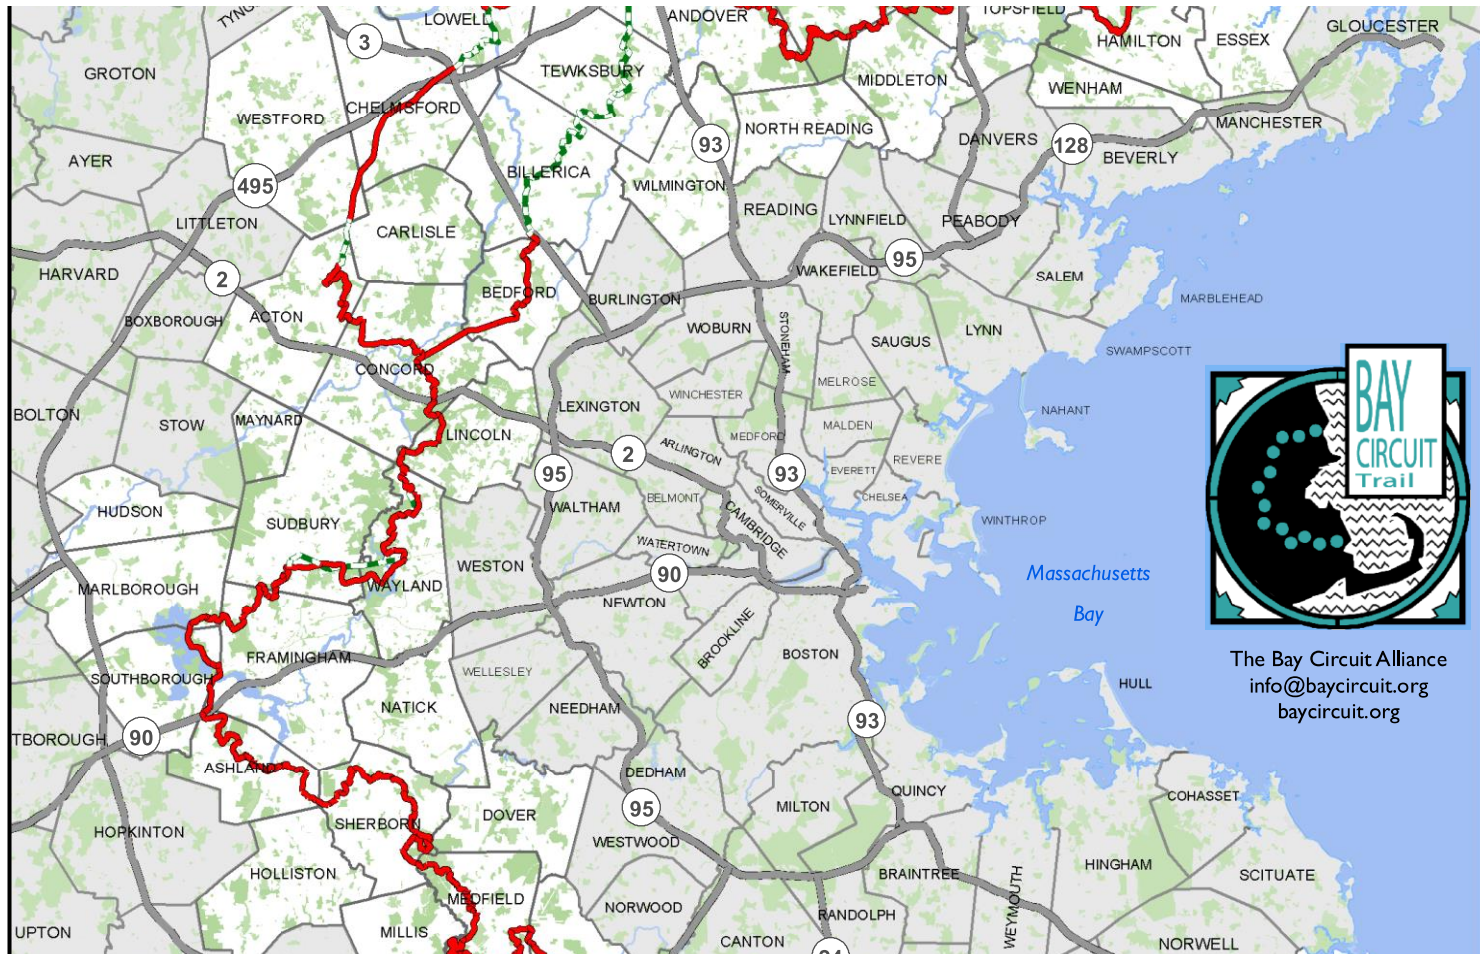 TYNG
LOWELL
ANDOVER
TOPSFIELD
GLOUCESTER
3
HAMILTON
ESSEX
GROTON
TEWKSBURY
MIDDLETON
WENHAM
CHELMSFORD
WESTFORD
NORTH READING
MANCHESTER
93
DANVERS
128
BEVERLY
AYER
BILLERICA
495
WILMINGTON
READING
LYNNFIELD
PEABODY
LITTLETON
CARLISLE
95
HARVARD
2
WAKEFIELD
SALEM
BEDFORD
BURLINGTON
MARBLEHEAD
BOXBOROUGH
ACTON
WOBURN
STONEHAM
SAUGUS
LYNN
SWAMPSCOTT
CONCORD
WINCHESTER
MELROSE
BOLTON
STOW
MAYNARD
LEXINGTON
NAHANT
LINCOLN
MEDFORD
MALDEN
2
ARLINGTON
95
93
EVERETT
REVERE
BELMONT
SOMERVILLE
CHELSEA
HUDSON
SUDBURY
WALTHAM
CAMBRIDGE
WINTHROP
WATERTOWN
WESTON
90
MARLBOROUGH
WAYLAND
NEWTON
Massachusetts
Bay
BROOKLINE
FRAMINGHAM
BOSTON
WELLESLEY
SOUTHBOROUGH
HULL
NATICK
NEEDHAM
93
TBOROUGH
90
ASHLAND
DEDHAM
95
MILTON
QUINCY
COHASSET
HOPKINTON
SHERBORN
DOVER
WESTWOOD
HOLLISTON
BRAINTREE
HINGHAM
SCITUATE
MEDFIELD
NORWOOD
RANDOLPH
WEYMOUTH
UPTON
MILLIS
CANTON
NORWELL
BAY
CIRCUIT
Trail
The Bay Circuit Alliance
info@baycircuit.org
baycircuit.org